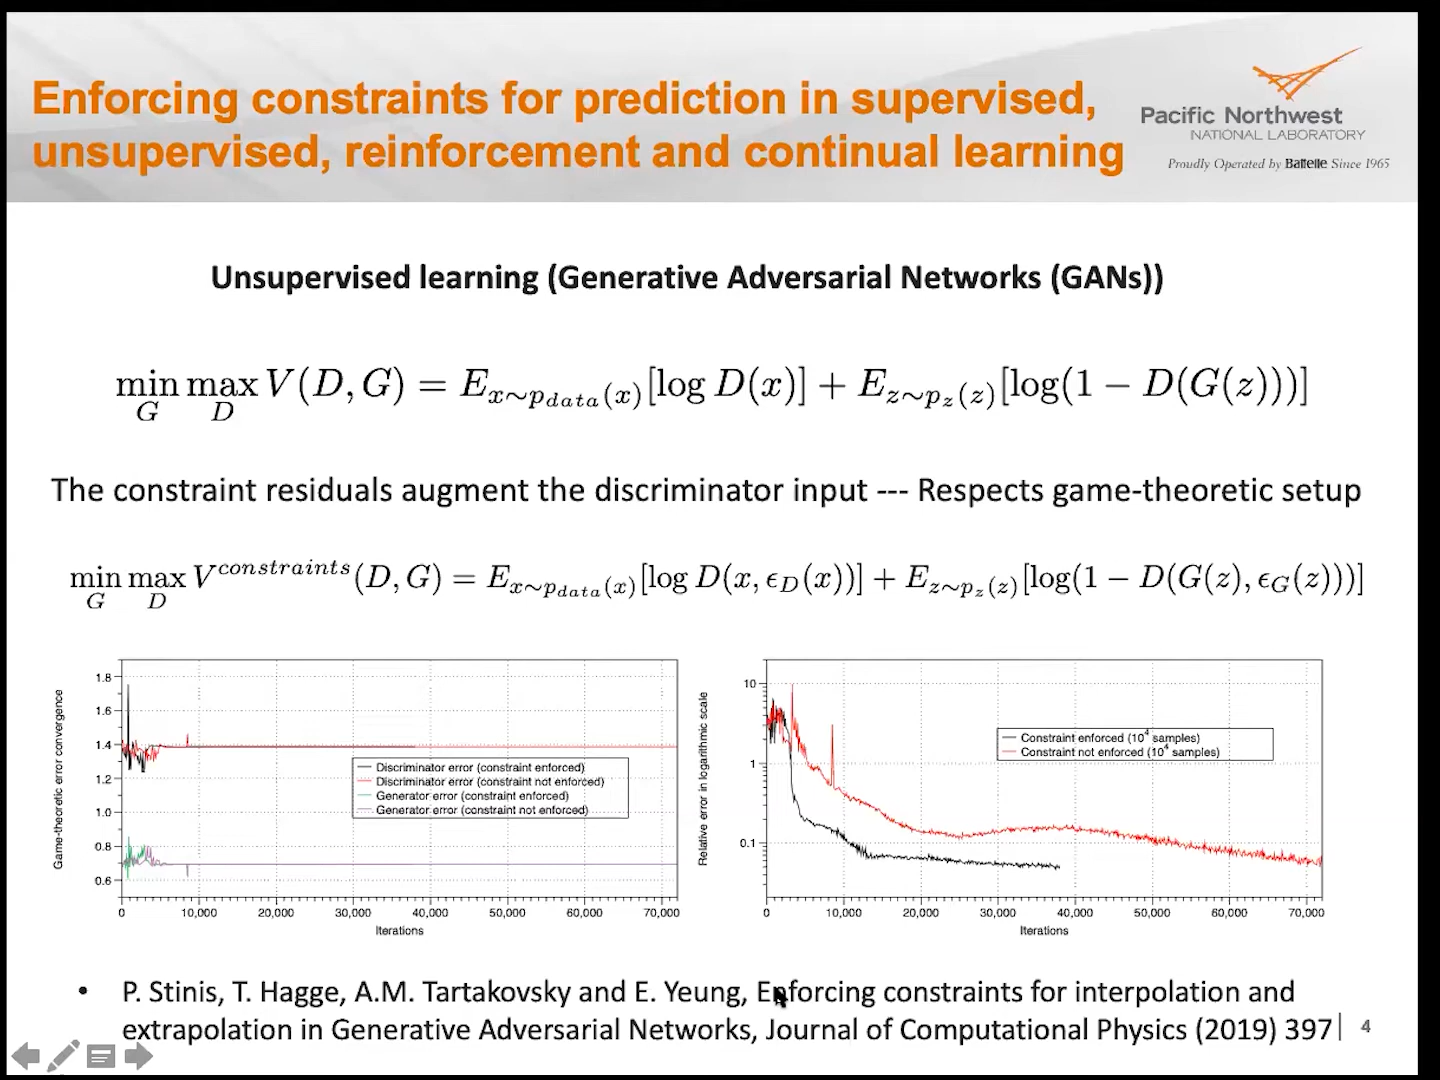 Enforcing constraints for prediction in supervised,
unsupervised, reinforcement and continual learning
Pacific Northwest
NATIONAL LABORATORY
Proudly Operated by Battelle Since 1965
Unsupervised learning (Generative Adversarial Networks (GANs))
min_G max_D V(D, G) = E_{x∼p_{data}(x)}[log D(x)] + E_{z∼p_z(z)}[log(1 − D(G(z)))]
The constraint residuals augment the discriminator input --- Respects game-theoretic setup
min_G max_D V^{constraints}(D, G) = E_{x∼p_{data}(x)}[log D(x, ϵ_D(x))] + E_{z∼p_z(z)}[log(1 − D(G(z), ϵ_G(z)))]
Game-theoretic error convergence
1.8
1.6
1.4
1.2
1.0
0.8
0.6
Discriminator error (constraint enforced)
Discriminator error (constraint not enforced)
Generator error (constraint enforced)
Generator error (constraint not enforced)
0 10,000 20,000 30,000 40,000 50,000 60,000 70,000
Iterations
Relative error in logarithmic scale
10
1
0.1
Constraint enforced (10^4 samples)
Constraint not enforced (10^4 samples)
0 10,000 20,000 30,000 40,000 50,000 60,000 70,000
Iterations
• P. Stinis, T. Hagge, A.M. Tartakovsky and E. Yeung, Enforcing constraints for interpolation and
extrapolation in Generative Adversarial Networks, Journal of Computational Physics (2019) 397
4